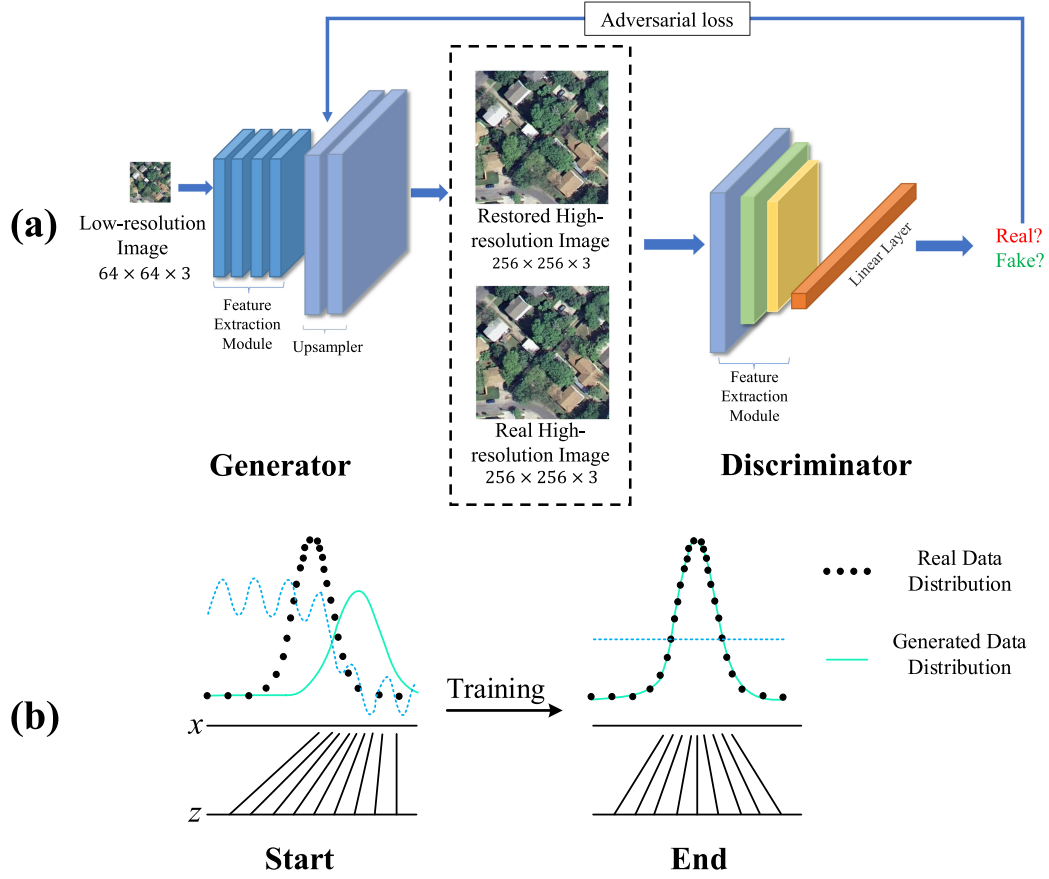 Adversarial loss
(a)
Low-resolution
Image
64 × 64 × 3
Feature
Extraction
Module
Upsampler
Generator
Restored High-
resolution Image
256 × 256 × 3
Real High-
resolution Image
256 × 256 × 3
Feature
Extraction
Module
Linear Layer
Discriminator
Real?
Fake?
(b)
x
z
Start
Training
End
Real Data
Distribution
Generated Data
Distribution